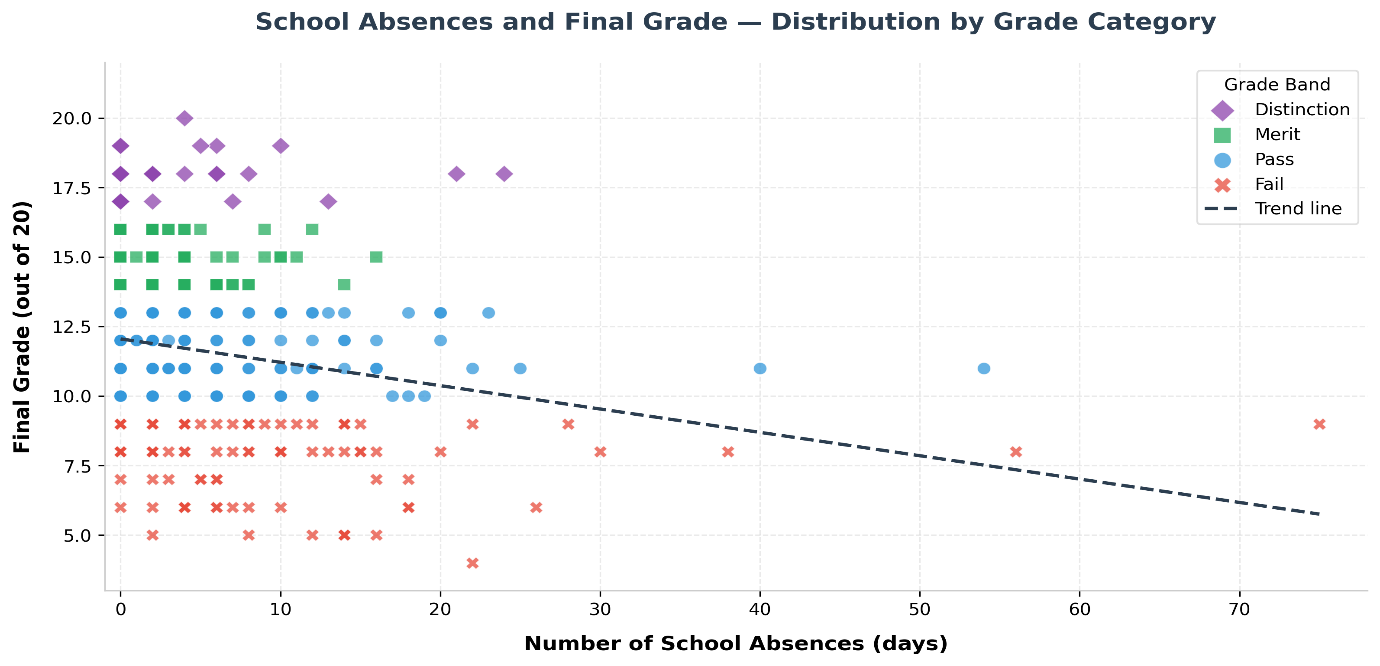 School Absences and Final Grade — Distribution by Grade Category
Grade Band
Distinction
Merit
Pass
Fail
Trend line
Final Grade (out of 20)
20.0
17.5
15.0
12.5
10.0
7.5
5.0
0 10 20 30 40 50 60 70
Number of School Absences (days)